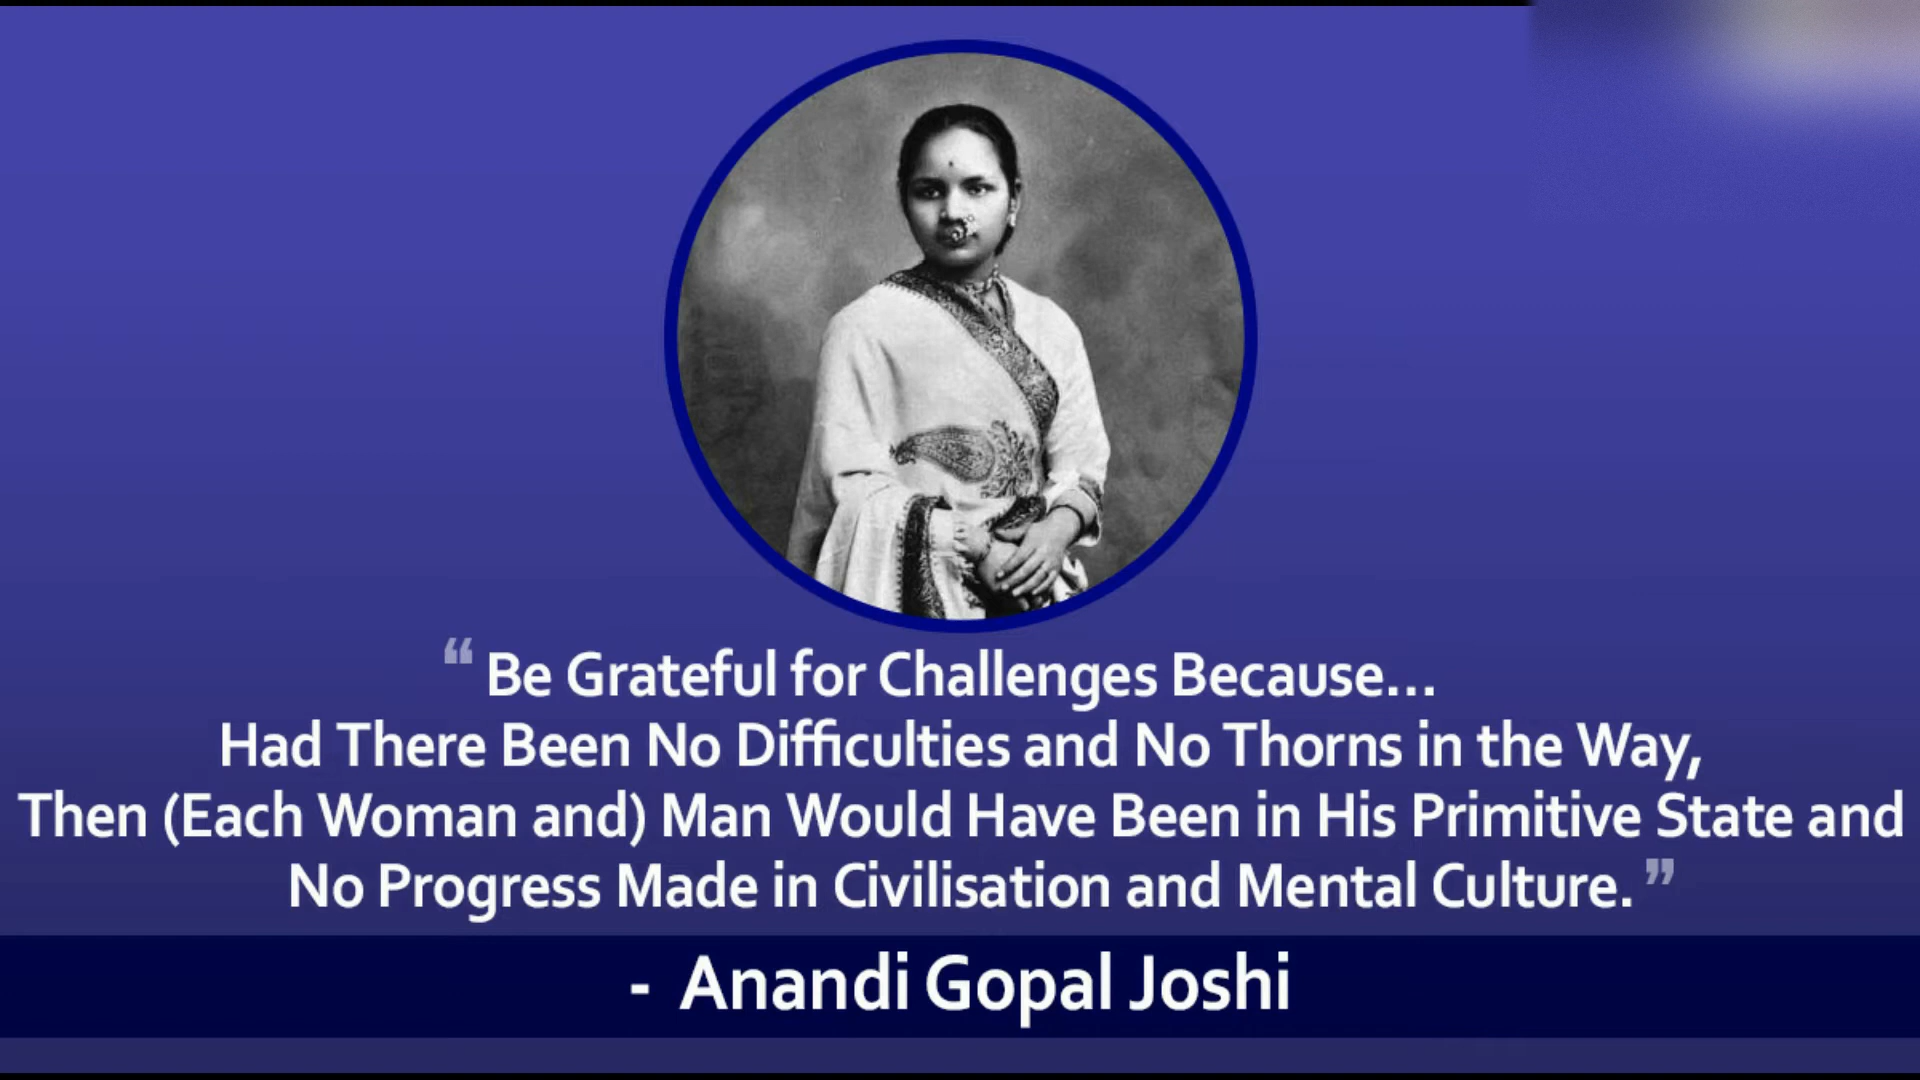 “ Be Grateful for Challenges Because...
Had There Been No Difficulties and No Thorns in the Way,
Then (Each Woman and) Man Would Have Been in His Primitive State and
No Progress Made in Civilisation and Mental Culture. ”
- Anandi Gopal Joshi